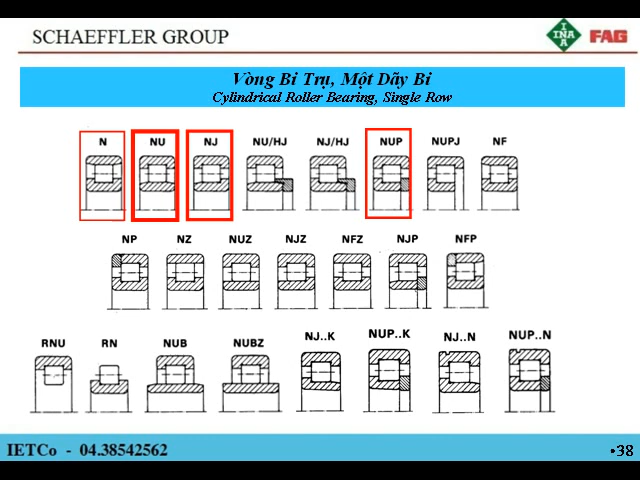 SCHAEFFLER GROUP
INA FAG
Vòng Bi Trụ, Một Dãy Bi
Cylindrical Roller Bearing, Single Row
N NU NJ NU/HJ NJ/HJ NUP NUPJ NF
NP NZ NUZ NJZ NFZ NJP NFP
RNU RN NUB NUBZ NJ..K NUP..K NJ..N NUP..N
IETCo - 04.38542562
•38